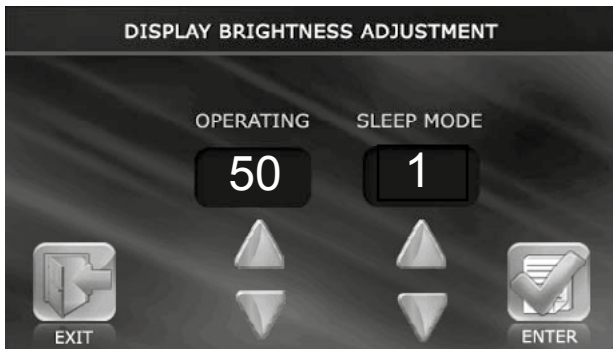 DISPLAY BRIGHTNESS ADJUSTMENT
OPERATING SLEEP MODE
50 1
EXIT ENTER